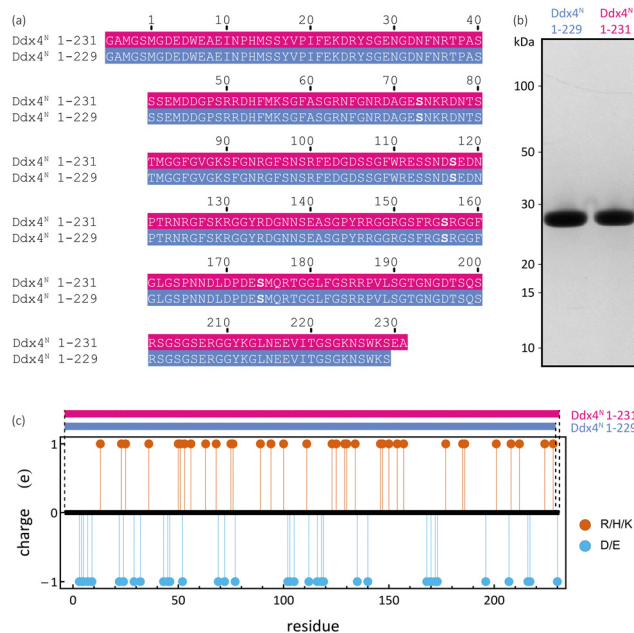 (a)
1 10 20 30 40
Ddx4ᴺ 1-231 GAMGSMGDEDWEAEINPHMSSYVPIFEKDRYSGENGDNFNRTPAS
Ddx4ᴺ 1-229 GAMGSMGDEDWEAEINPHMSSYVPIFEKDRYSGENGDNFNRTPAS
50 60 70 80
Ddx4ᴺ 1-231 SSEMDDGPSRRDHFMKSGFASGRNFGNRDAGESNKRDNTS
Ddx4ᴺ 1-229 SSEMDDGPSRRDHFMKSGFASGRNFGNRDAGESNKRDNTS
90 100 110 120
Ddx4ᴺ 1-231 TMGGFGVGKSFGNRGFSNSRFEDGDSSGFWRESSNDSEDN
Ddx4ᴺ 1-229 TMGGFGVGKSFGNRGFSNSRFEDGDSSGFWRESSNDSEDN
130 140 150 160
Ddx4ᴺ 1-231 PTRNRGFSKRGGYRDGNNSEASGPYRRGGRGSFRGSRGGF
Ddx4ᴺ 1-229 PTRNRGFSKRGGYRDGNNSEASGPYRRGGRGSFRGSRGGF
170 180 190 200
Ddx4ᴺ 1-231 GLGSPNNDLDPDESMQRTGGLFGSRRPVLSGTGNGDTSQS
Ddx4ᴺ 1-229 GLGSPNNDLDPDESMQRTGGLFGSRRPVLSGTGNGDTSQS
210 220 230
Ddx4ᴺ 1-231 RSGSGSERGGYKGLNEEVITGSGKNSWKSEA
Ddx4ᴺ 1-229 RSGSGSERGGYKGLNEEVITGSGKNSWKS
(b)
Ddx4ᴺ Ddx4ᴺ
1-229 1-231
kDa
100
50
30
20
15
10
(c)
Ddx4ᴺ 1-231
Ddx4ᴺ 1-229
1
0
−1
charge (e)
R/H/K
D/E
0 50 100 150 200
residue